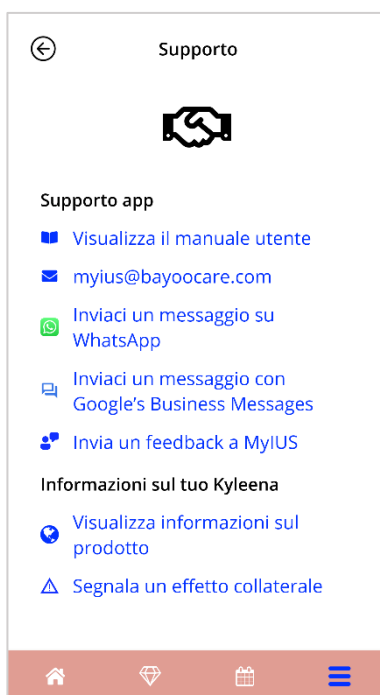 Supporto
Supporto app
Visualizza il manuale utente
myius@bayoocare.com
Inviaci un messaggio su
WhatsApp
Inviaci un messaggio con
Google’s Business Messages
Invia un feedback a MyIUS
Informazioni sul tuo Kyleena
Visualizza informazioni sul
prodotto
Segnala un effetto collaterale